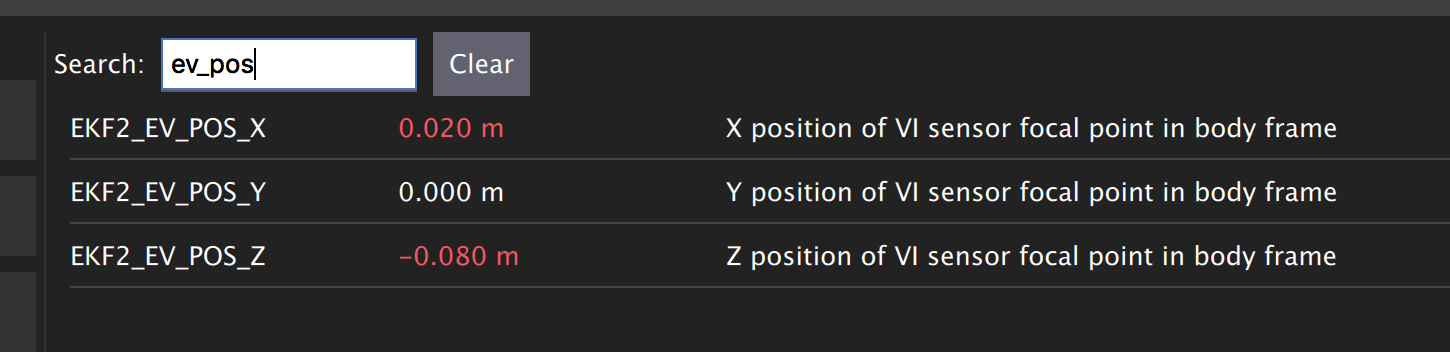 Search: ev_pos Clear
EKF2_EV_POS_X 0.020 m X position of VI sensor focal point in body frame
EKF2_EV_POS_Y 0.000 m Y position of VI sensor focal point in body frame
EKF2_EV_POS_Z -0.080 m Z position of VI sensor focal point in body frame